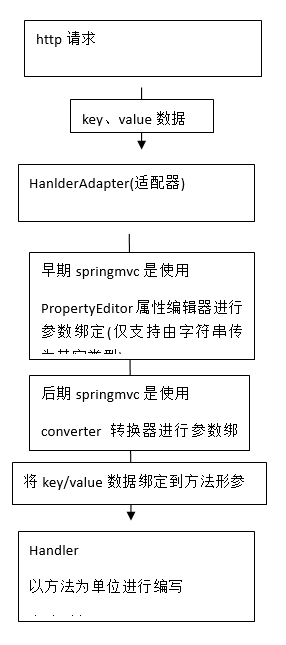 http 请求
key、value 数据
HanlderAdapter(适配器)
早期 springmvc 是使用
PropertyEditor 属性编辑器进行
参数绑定(仅支持由字符串传
后期 springmvc 是使用
converter 转换器进行参数绑
将 key/value 数据绑定到方法形参
Handler
以方法为单位进行编写